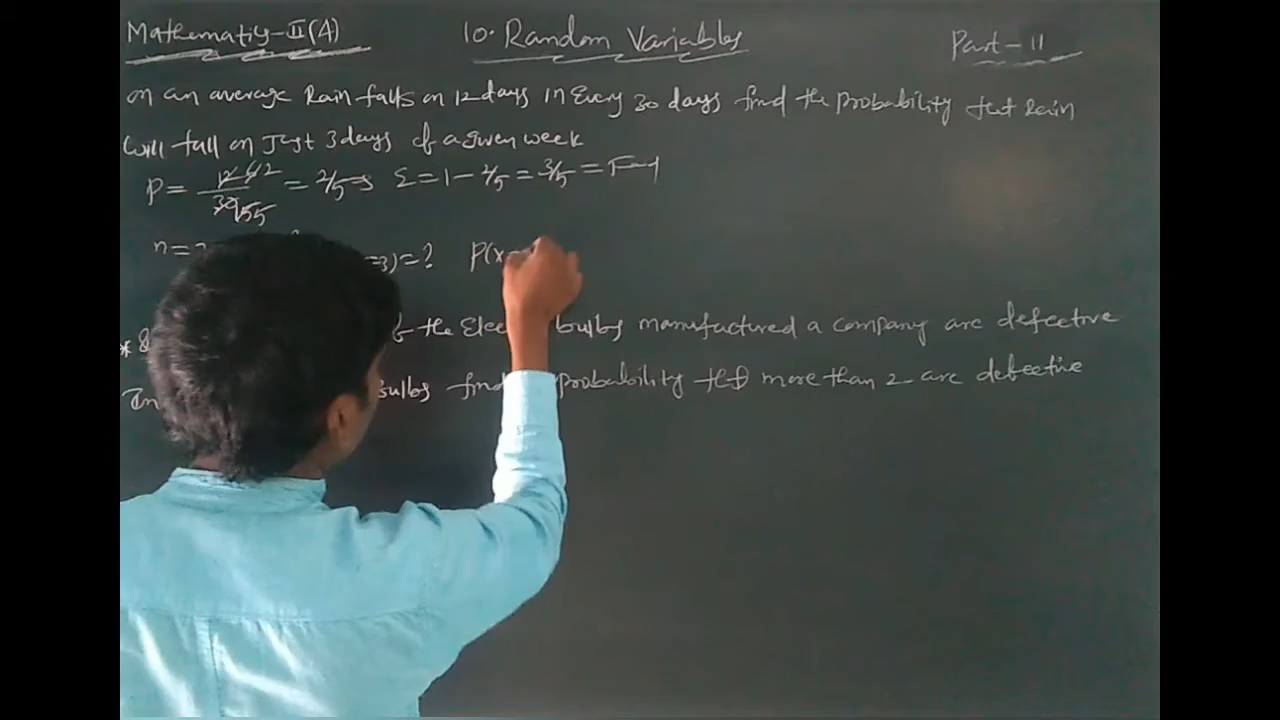 Mathematics-II(A)
10. Random Variables
Part-11
on an average Rain falls on 12 days in Every 30 days find the probability that Rain
will fall on Just 3 days of a given week
P = 12/30 = 2/5 = 1 - 2/5 = 3/5 =
n = = 3) = ? P(x
* the Elec bulbs manufactured a company are defective
In bulbs find probability that more than 2 are defective